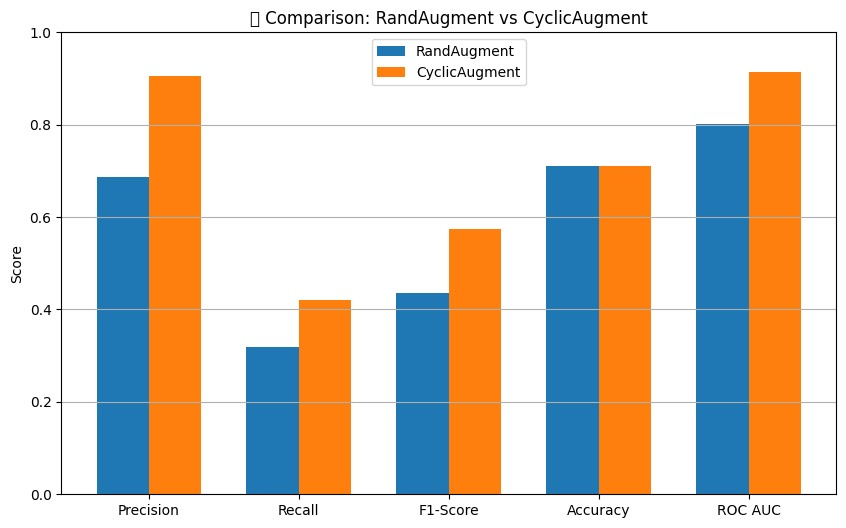 Comparison: RandAugment vs CyclicAugment
RandAugment
CyclicAugment
1.0
0.8
0.6
0.4
0.2
0.0
Score
Precision Recall F1-Score Accuracy ROC AUC